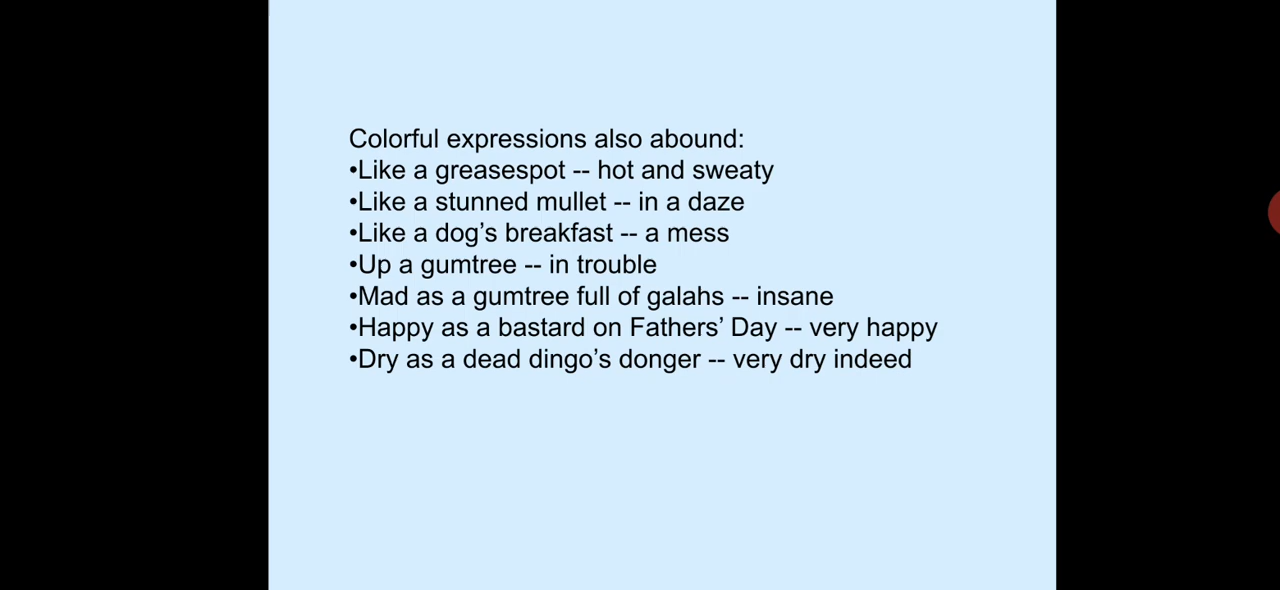 Colorful expressions also abound:
•Like a greasespot -- hot and sweaty
•Like a stunned mullet -- in a daze
•Like a dog’s breakfast -- a mess
•Up a gumtree -- in trouble
•Mad as a gumtree full of galahs -- insane
•Happy as a bastard on Fathers’ Day -- very happy
•Dry as a dead dingo’s donger -- very dry indeed